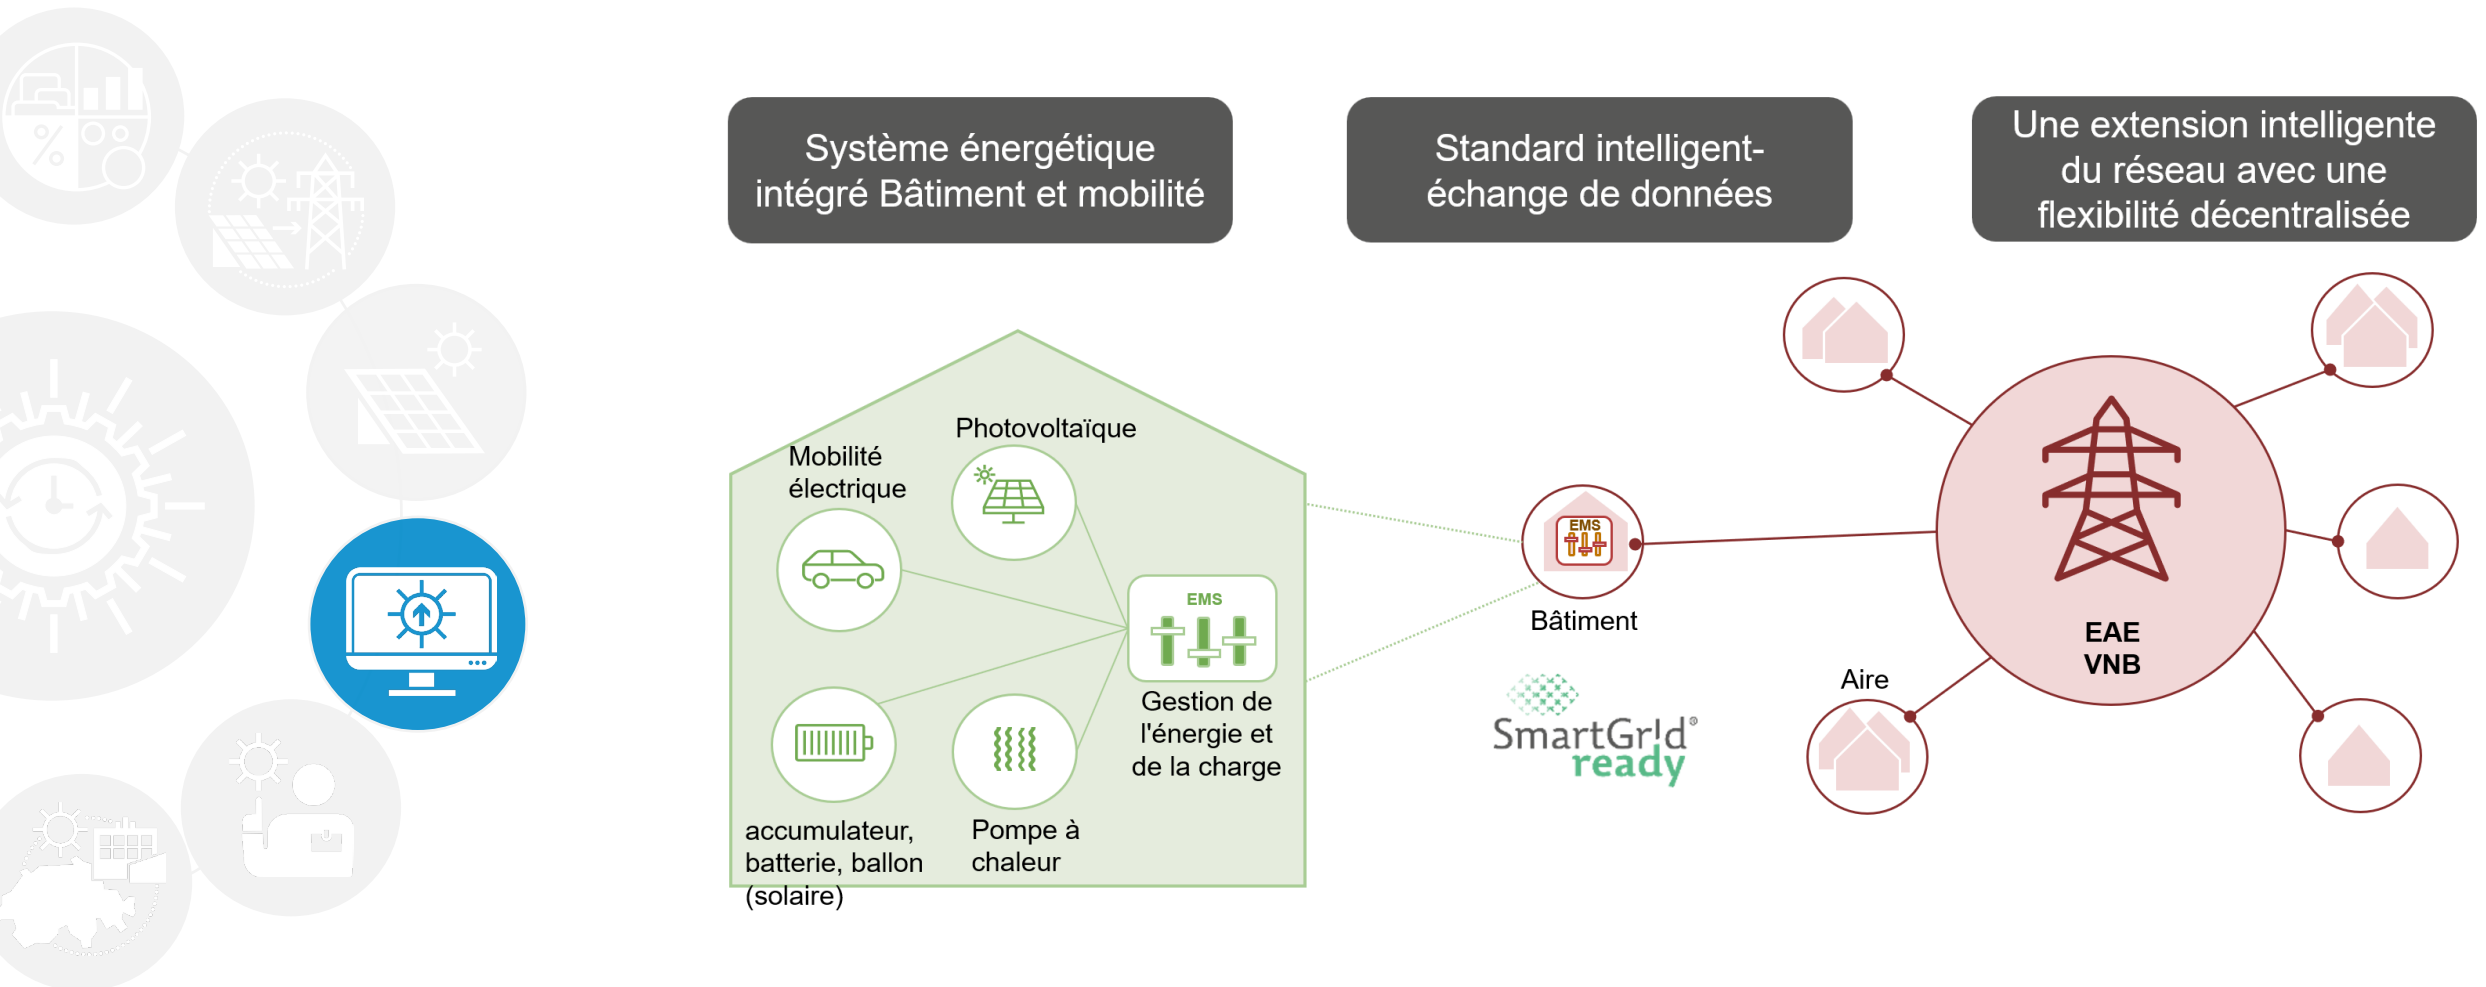 Système énergétique
intégré Bâtiment et mobilité
Standard intelligent-
échange de données
Une extension intelligente
du réseau avec une
flexibilité décentralisée
Photovoltaïque
Mobilité
électrique
EMS
Gestion de
l'énergie et
de la charge
accumulateur,
batterie, ballon
(solaire)
Pompe à
chaleur
EMS
Bâtiment
SmartGr!d®
ready
Aire
EAE
VNB